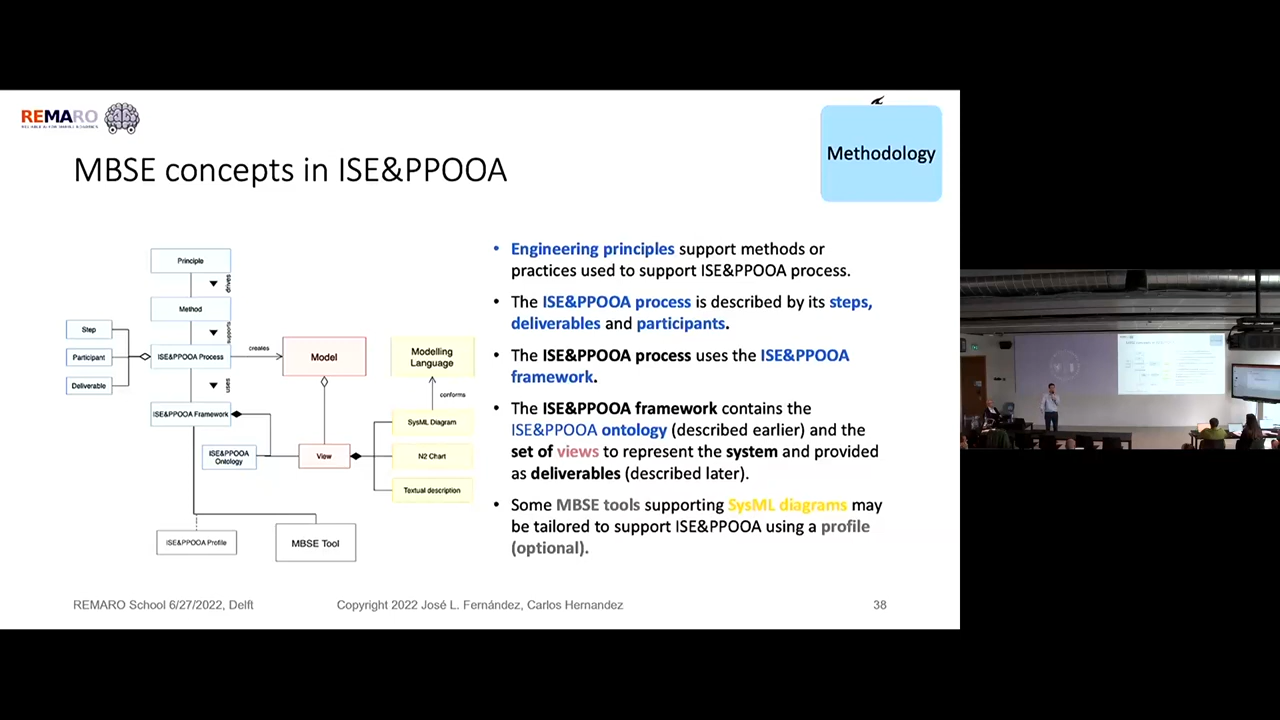 REMARO
Methodology
MBSE concepts in ISE&PPOOA
Principle
drives
Method
supports
Step
Participant
Deliverable
ISE&PPOOA Process
creates
Model
Modelling
Language
uses
conforms
ISE&PPOOA Framework
SysML Diagram
ISE&PPOOA
Ontology
View
N2 Chart
Textual description
ISE&PPOOA Profile
MBSE Tool
• Engineering principles support methods or
practices used to support ISE&PPOOA process.
• The ISE&PPOOA process is described by its steps,
deliverables and participants.
• The ISE&PPOOA process uses the ISE&PPOOA
framework.
• The ISE&PPOOA framework contains the
ISE&PPOOA ontology (described earlier) and the
set of views to represent the system and provided
as deliverables (described later).
• Some MBSE tools supporting SysML diagrams may
be tailored to support ISE&PPOOA using a profile
(optional).
REMARO School 6/27/2022, Delft
Copyright 2022 José L. Fernández, Carlos Hernandez
38